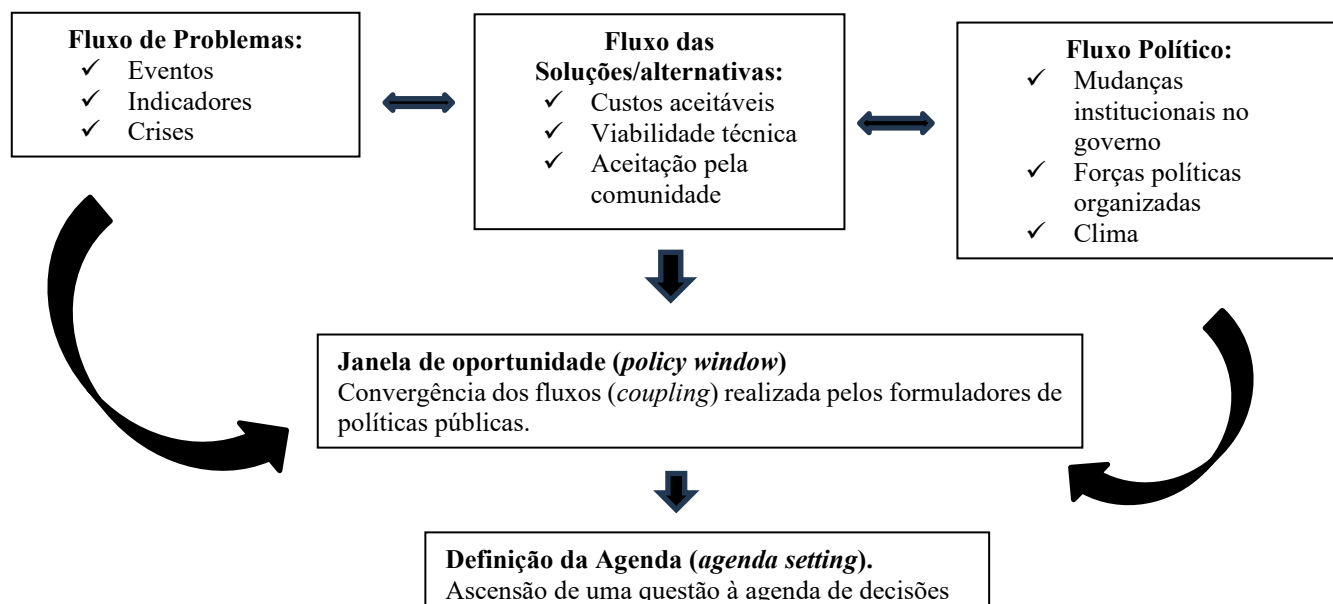 Fluxo de Problemas:
✓ Eventos
✓ Indicadores
✓ Crises
Fluxo das
Soluções/alternativas:
✓ Custos aceitáveis
✓ Viabilidade técnica
✓ Aceitação pela
comunidade
Fluxo Político:
✓ Mudanças
institucionais no
governo
✓ Forças políticas
organizadas
✓ Clima
Janela de oportunidade (policy window)
Convergência dos fluxos (coupling) realizada pelos formuladores de
políticas públicas.
Definição da Agenda (agenda setting).
Ascensão de uma questão à agenda de decisões